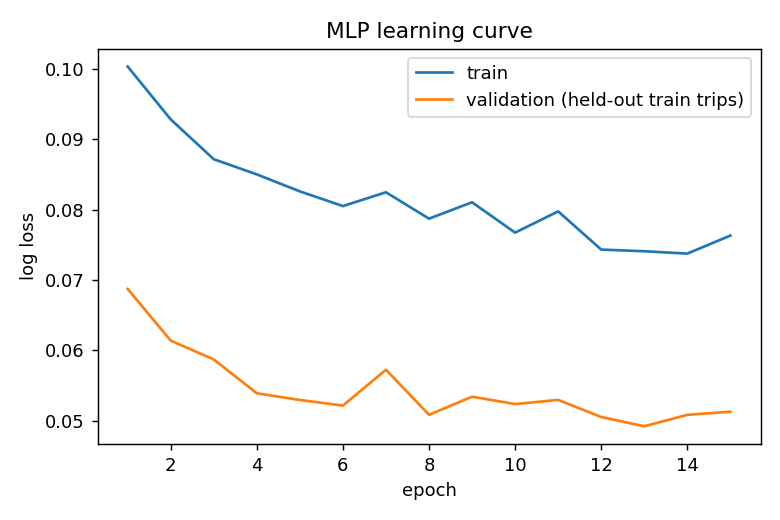 MLP learning curve
train
validation (held-out train trips)
log loss
0.10
0.09
0.08
0.07
0.06
0.05
2 4 6 8 10 12 14
epoch